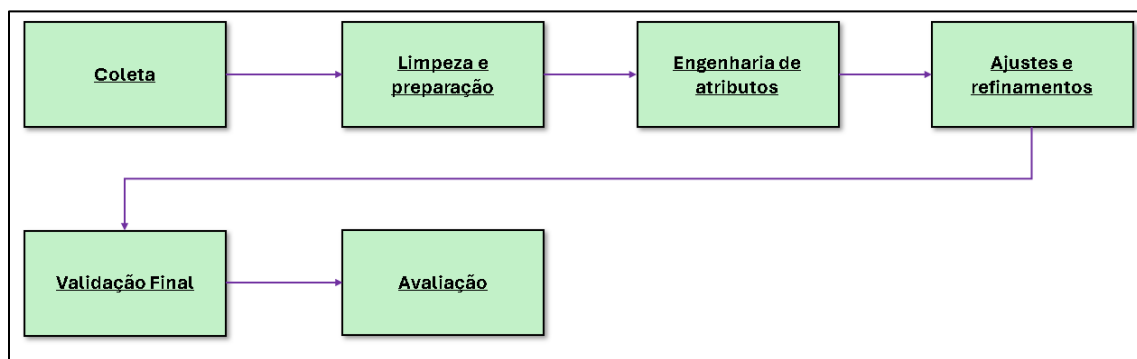 Coleta
Limpeza e
preparação
Engenharia de
atributos
Ajustes e
refinamentos
Validação Final
Avaliação